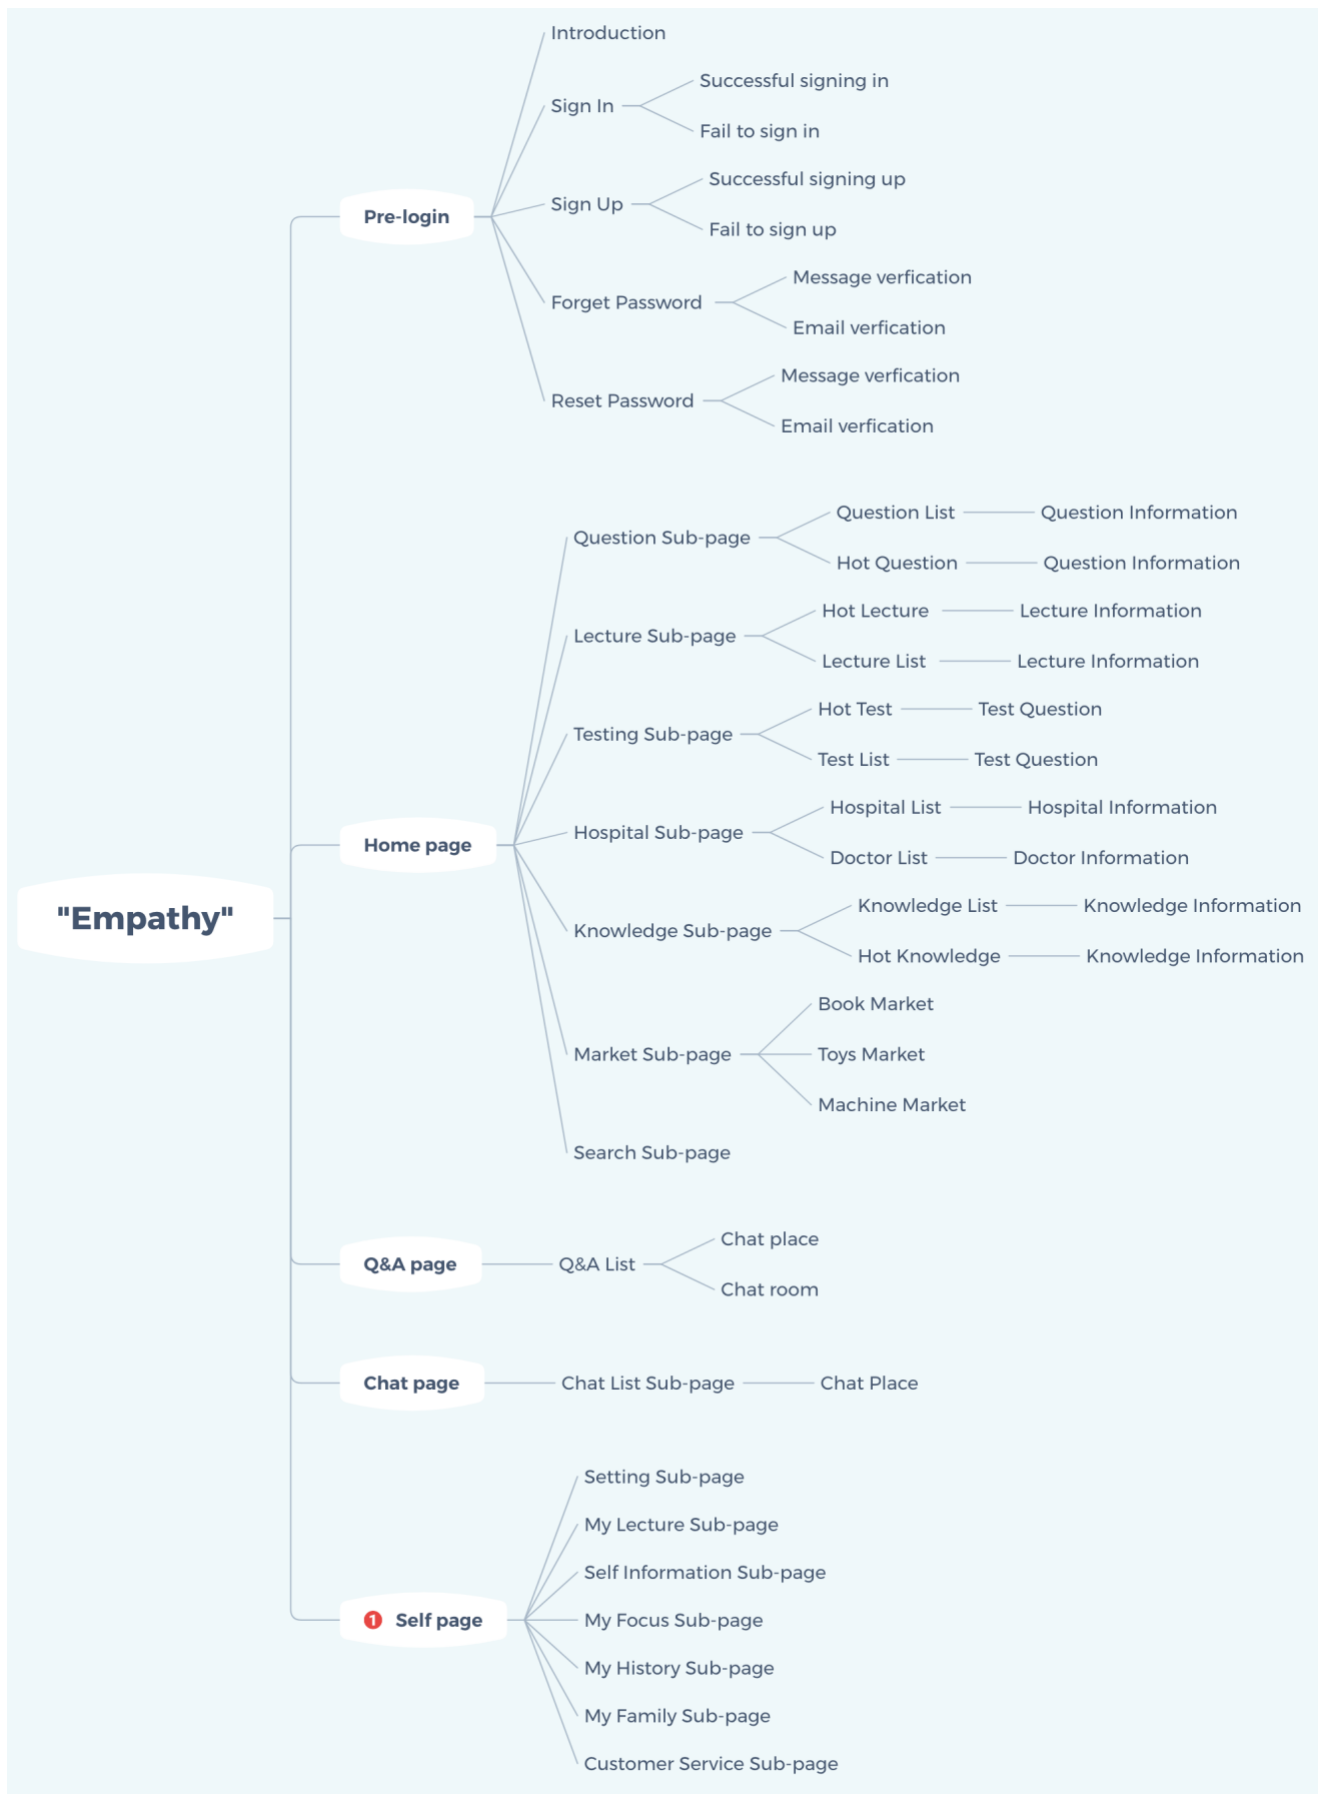 Introduction
Sign In
Successful signing in
Fail to sign in
Pre-login
Sign Up
Successful signing up
Fail to sign up
Forget Password
Message verfication
Email verfication
Reset Password
Message verfication
Email verfication
"Empathy"
Home page
Question Sub-page
Question List
Question Information
Hot Question
Question Information
Lecture Sub-page
Hot Lecture
Lecture Information
Lecture List
Lecture Information
Testing Sub-page
Hot Test
Test Question
Test List
Test Question
Hospital Sub-page
Hospital List
Hospital Information
Doctor List
Doctor Information
Knowledge Sub-page
Knowledge List
Knowledge Information
Hot Knowledge
Knowledge Information
Market Sub-page
Book Market
Toys Market
Machine Market
Search Sub-page
Q&A page
Q&A List
Chat place
Chat room
Chat page
Chat List Sub-page
Chat Place
1 Self page
Setting Sub-page
My Lecture Sub-page
Self Information Sub-page
My Focus Sub-page
My History Sub-page
My Family Sub-page
Customer Service Sub-page